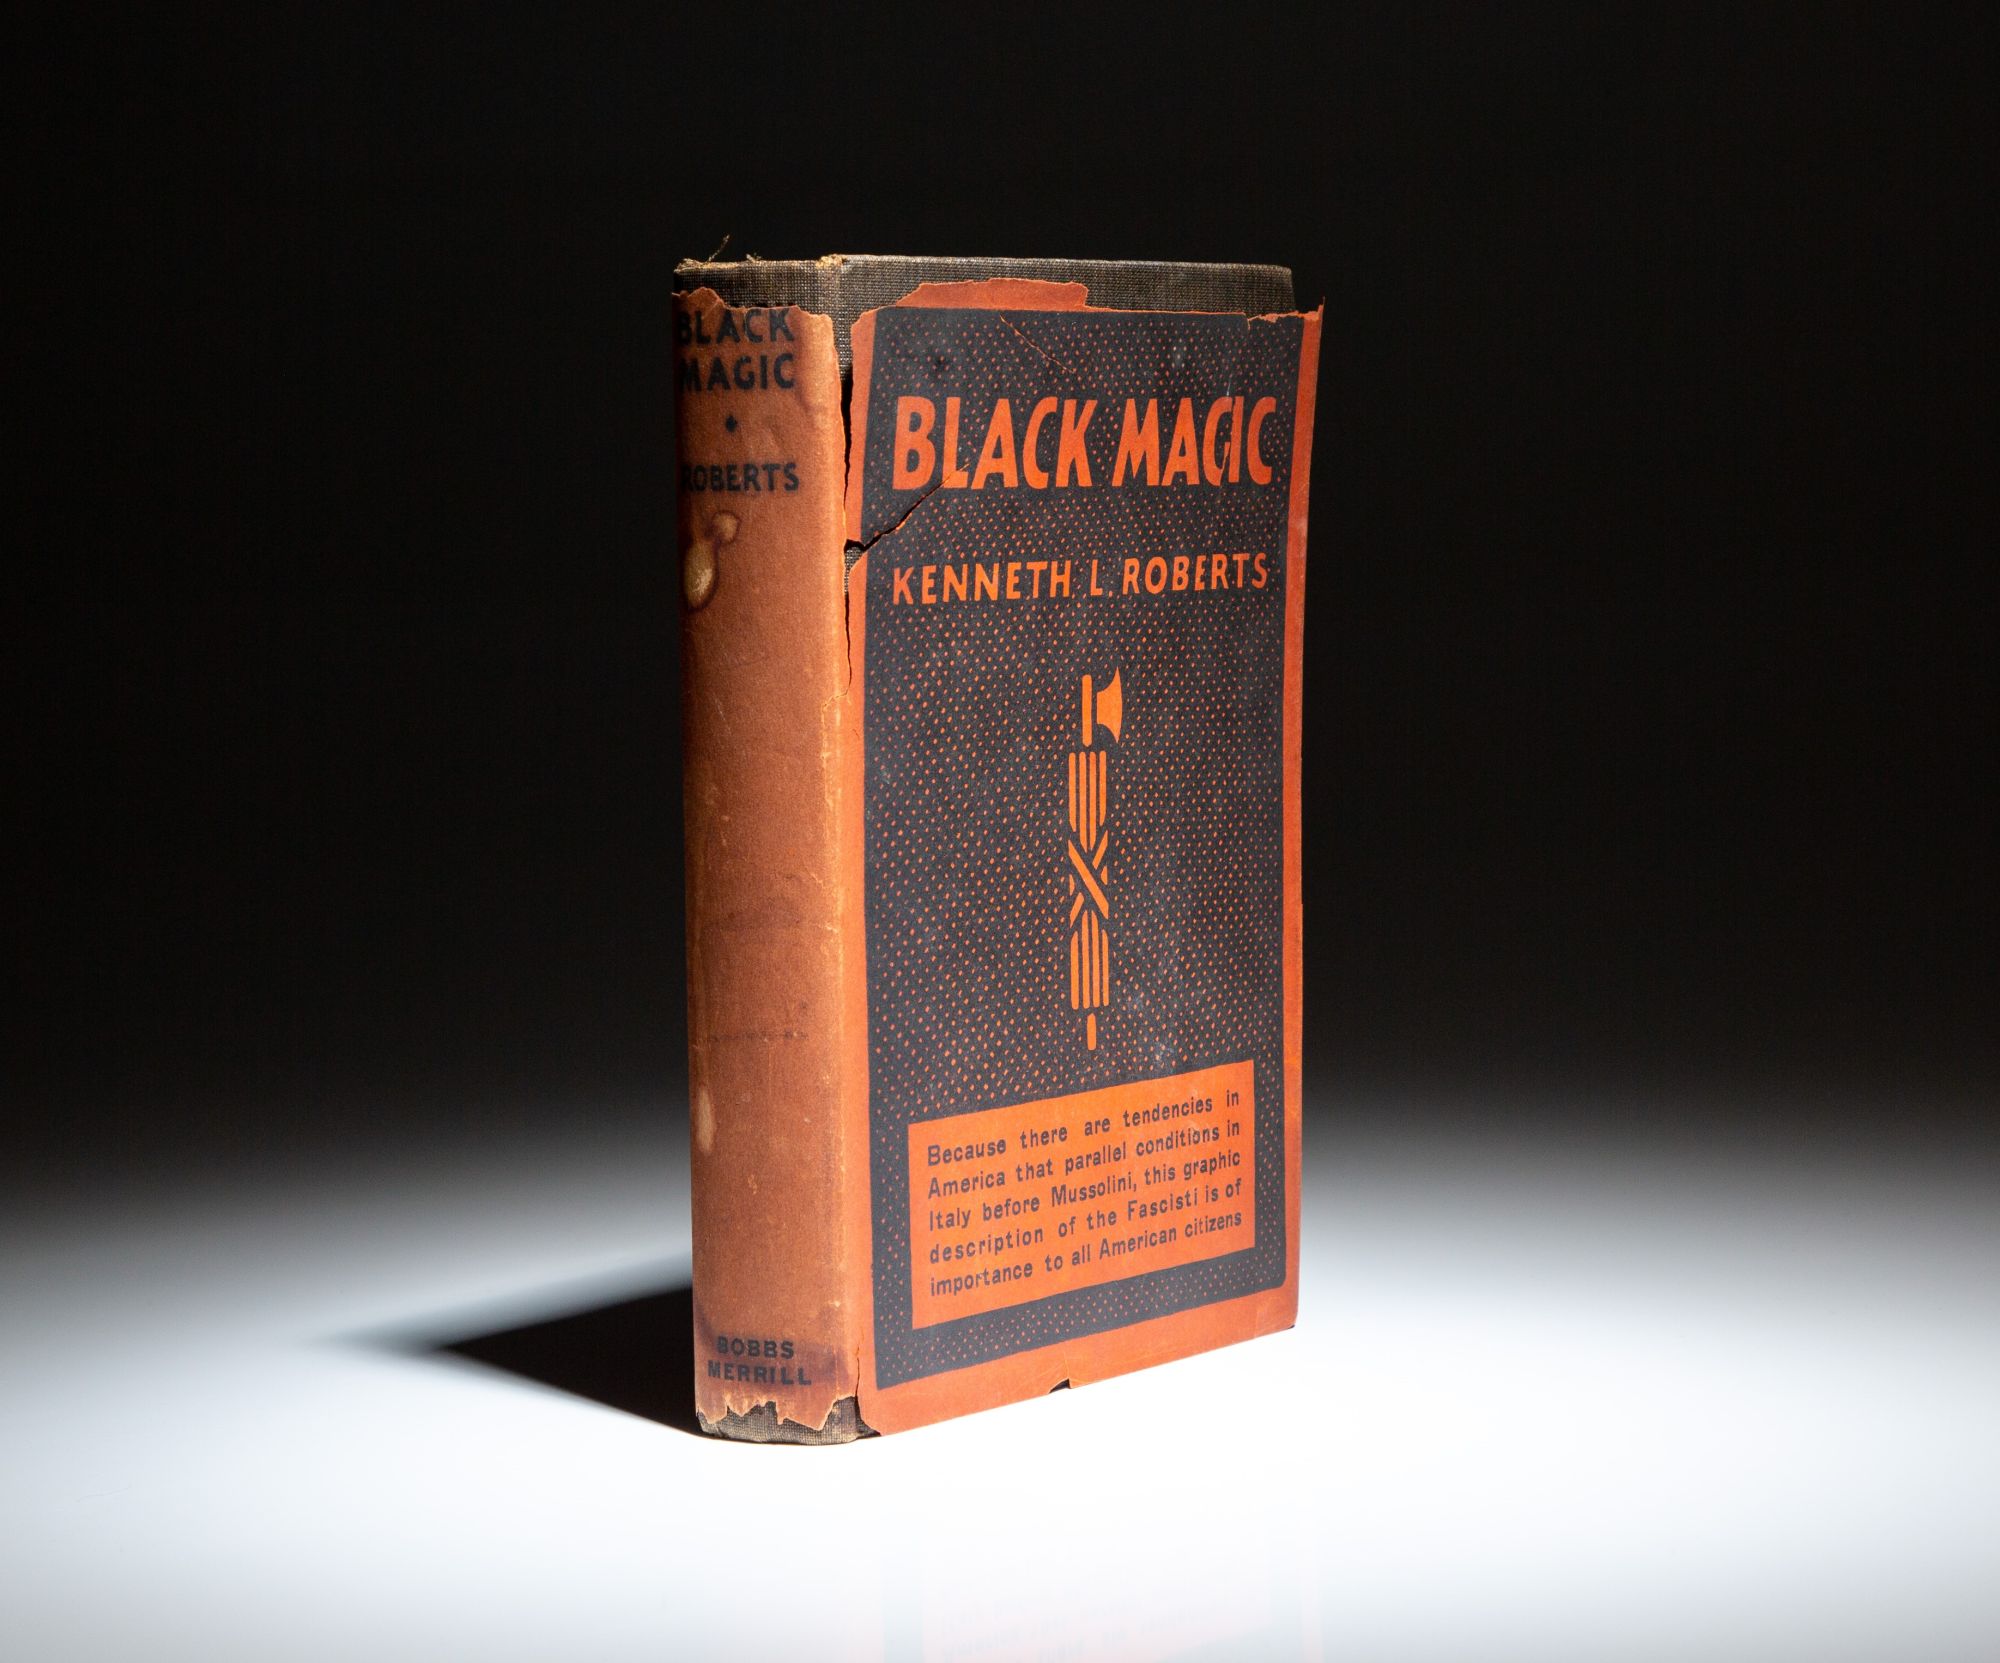 BLACK
MAGIC
ROBERTS
BOBBS
MERRILL
BLACK MAGIC
KENNETH L. ROBERTS
Because there are tendencies in
America that parallel conditions in
Italy before Mussolini, this graphic
description of the Fascisti is of
importance to all American citizens